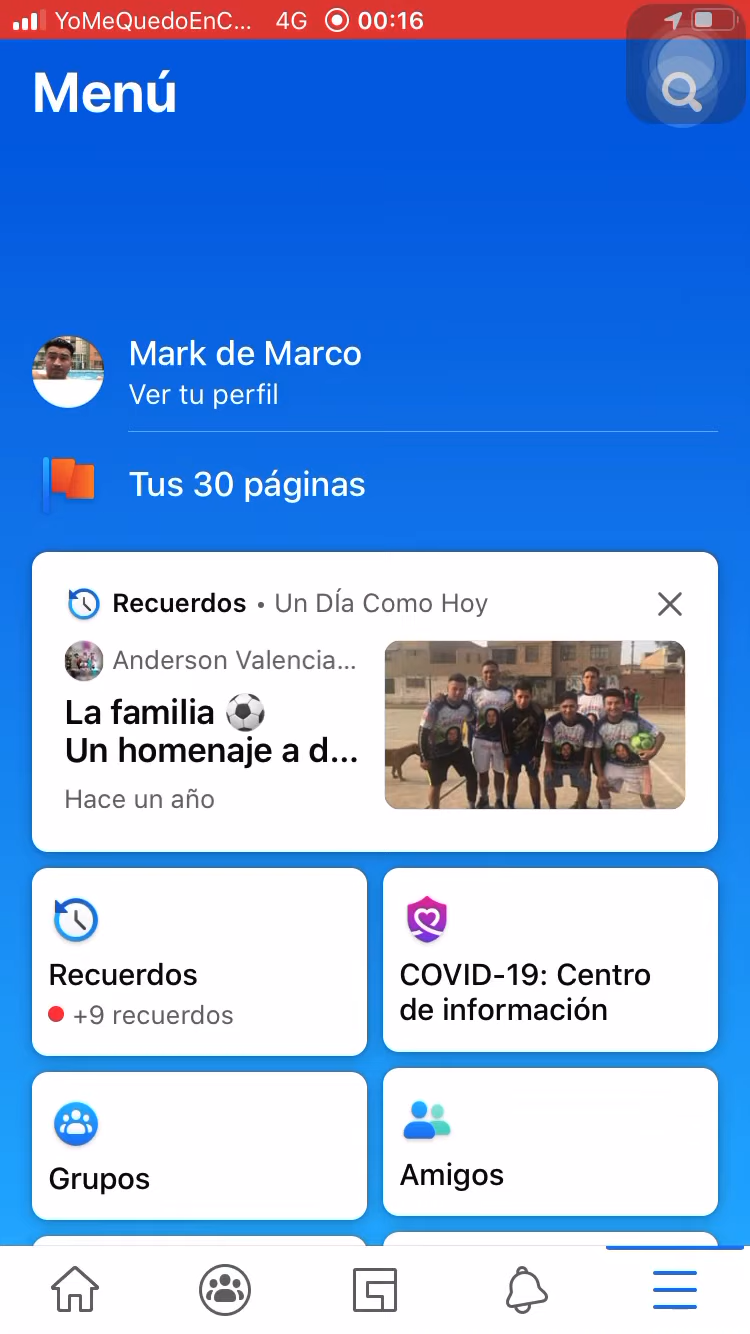 YoMeQuedoEnC... 4G 00:16
Menú
Mark de Marco
Ver tu perfil
Tus 30 páginas
Recuerdos • Un DÍa Como Hoy
Anderson Valencia...
La familia ⚽
Un homenaje a d...
Hace un año
Recuerdos
+9 recuerdos
COVID-19: Centro
de información
Grupos
Amigos